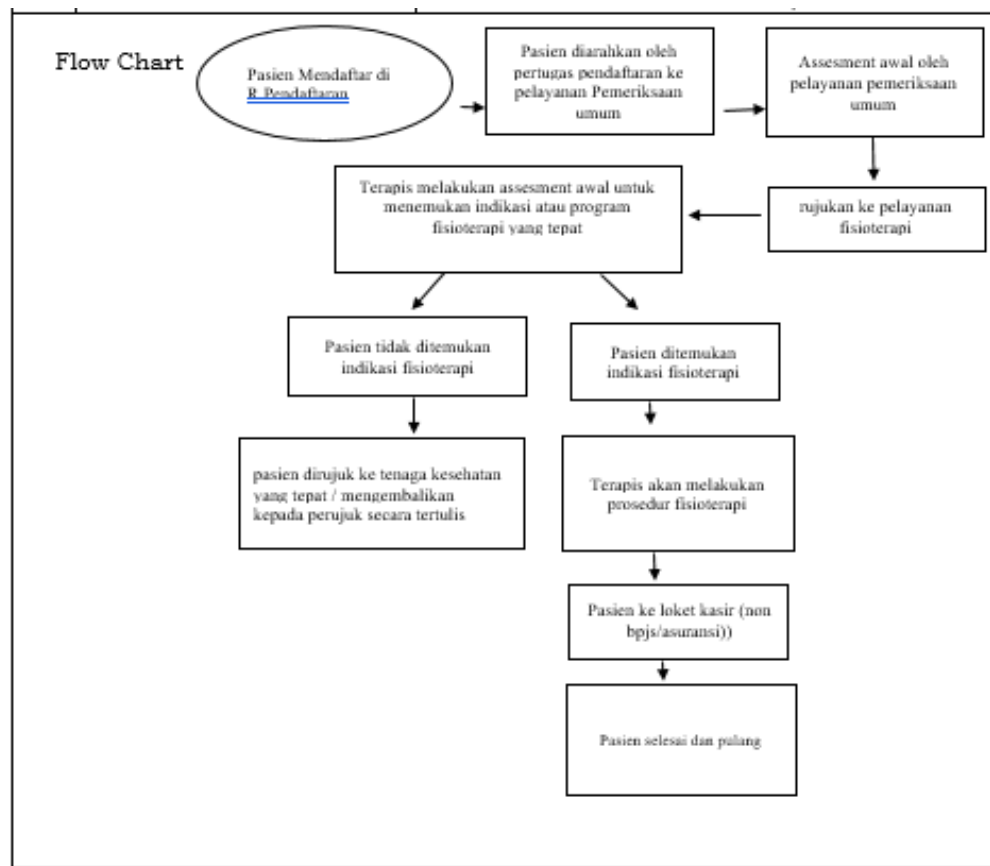 Flow Chart
Pasien Mendaftar di
R.Pendaftaran
Pasien diarahkan oleh
pertugas pendaftaran ke
pelayanan Pemeriksaan
umum
Assesment awal oleh
pelayanan pemeriksaan
umum
rujukan ke pelayanan
fisioterapi
Terapis melakukan assesment awal untuk
menemukan indikasi atau program
fisioterapi yang tepat
Pasien tidak ditemukan
indikasi fisioterapi
Pasien ditemukan
indikasi fisioterapi
pasien dirujuk ke tenaga kesehatan
yang tepat / mengembalikan
kepada perujuk secara tertulis
Terapis akan melakukan
prosedur fisioterapi
Pasien ke loket kasir (non
bpjs/asuransi))
Pasien selesai dan pulang